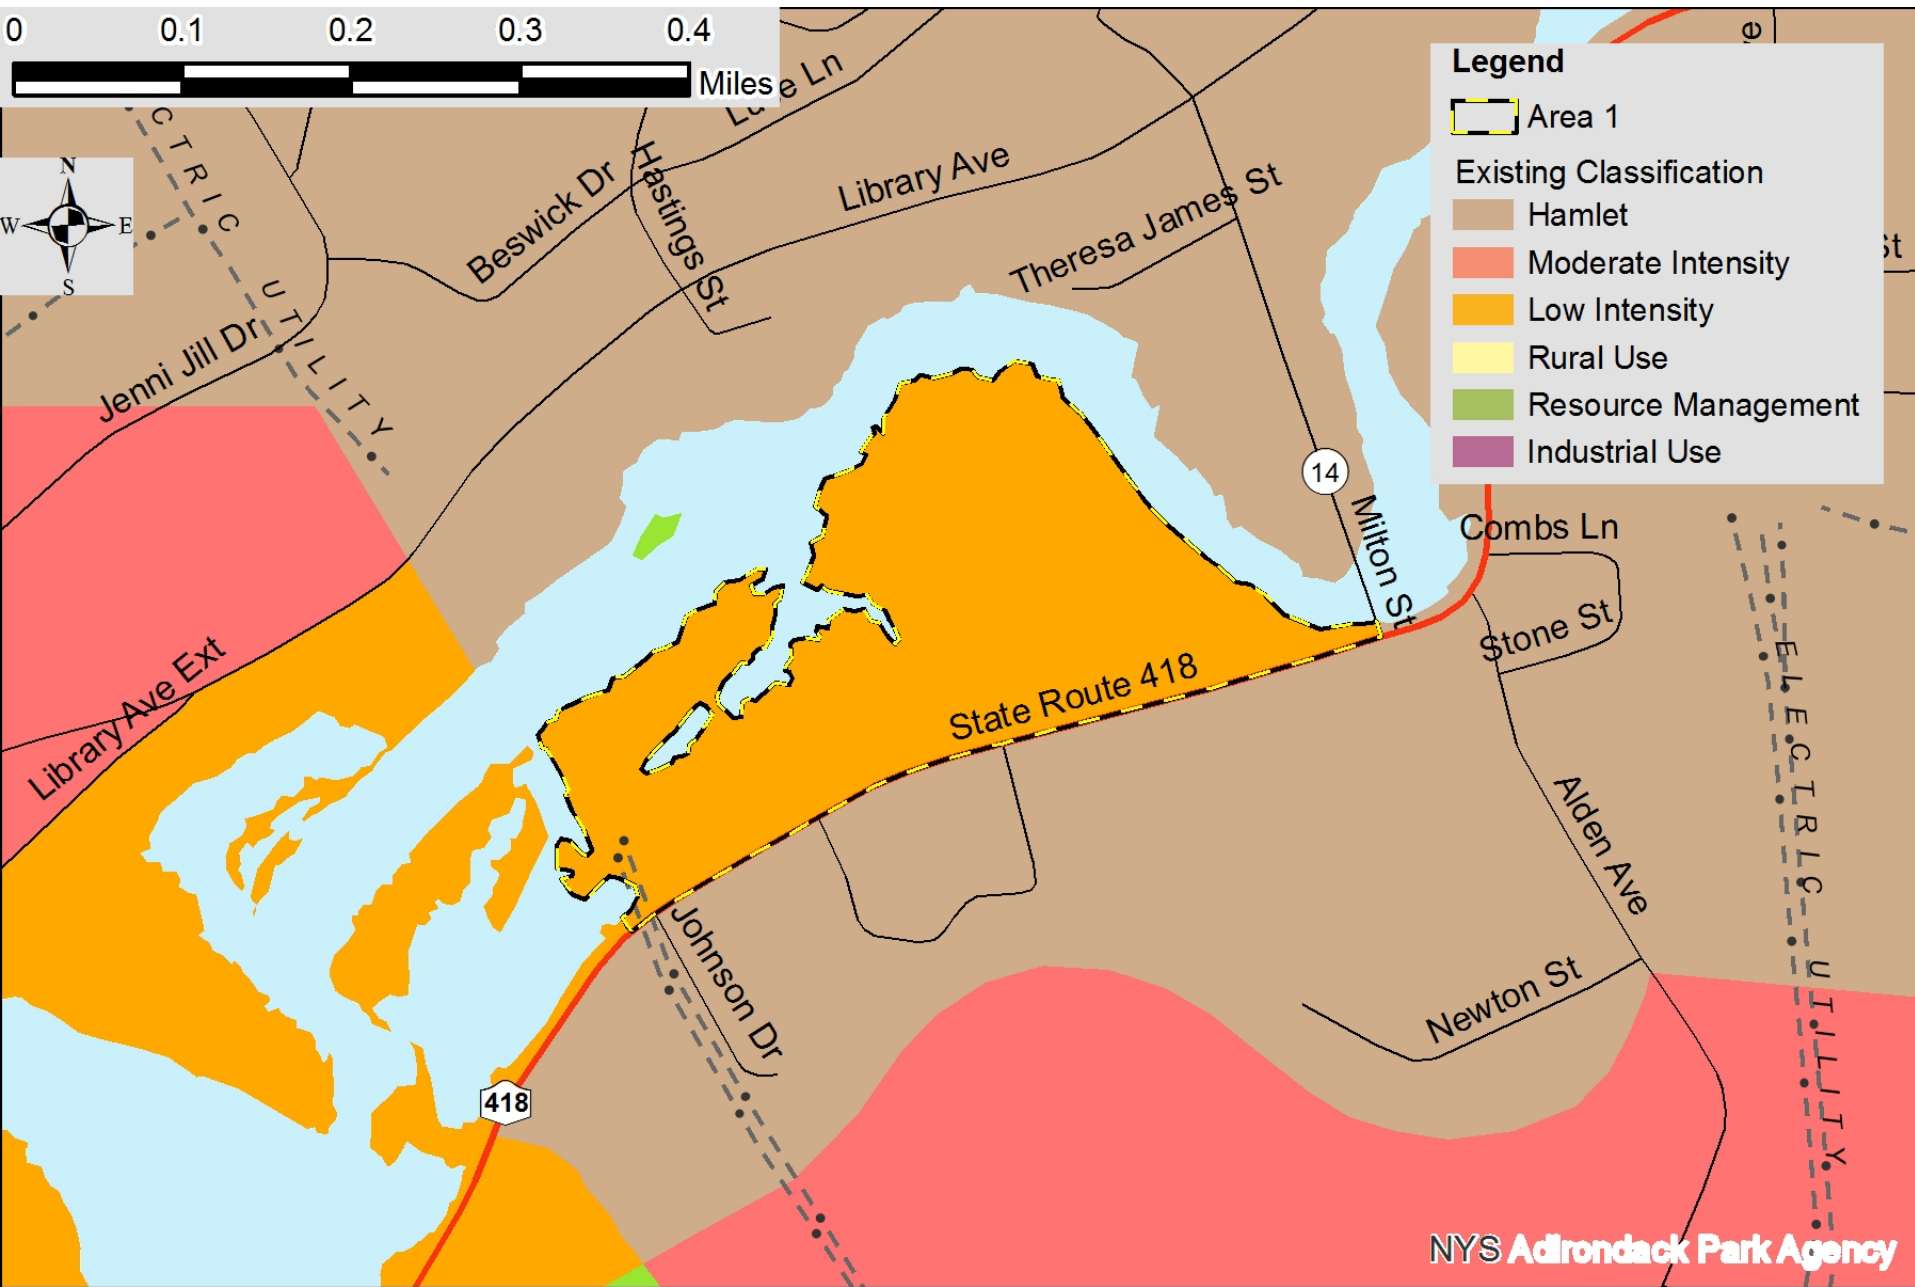 0 0.1 0.2 0.3 0.4
Miles
Legend
Area 1
Existing Classification
Hamlet
Moderate Intensity
Low Intensity
Rural Use
Resource Management
Industrial Use
N
W E
S
CTRIC UTILITY
Beswick Dr
Hastings St
Library Ave
Theresa James St
St
Jenni Jill Dr
14
Milton St
Combs Ln
Stone St
Library Ave Ext
State Route 418
ELECTRIC UTILITY
Alden Ave
Johnson Dr
Newton St
418
NYS Adirondack Park Agency